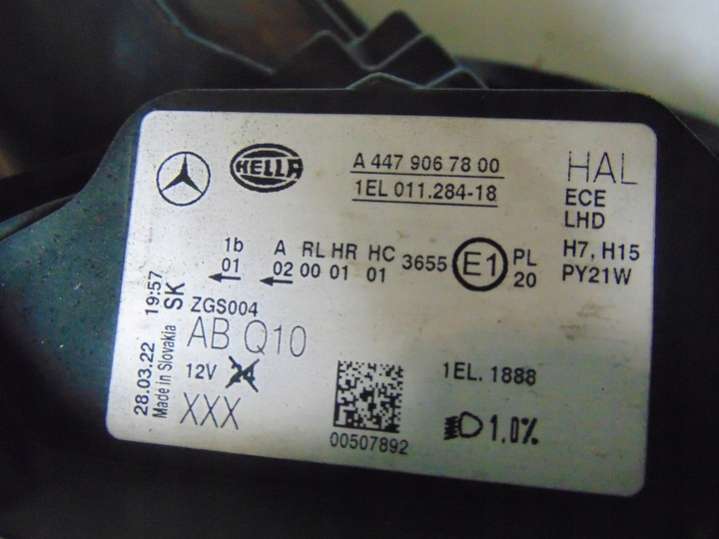 HELLA
A 447 906 78 00
1EL 011.284-18
HAL
ECE
LHD
H7, H15
PY21W
1b A RL HR HC 3655 E1 PL
01 02 00 01 01 20
ZGS004
AB Q10
12V
XXX
28.03.22 19:57
Made in Slovakia SK
00507892
1EL. 1888
1.0%